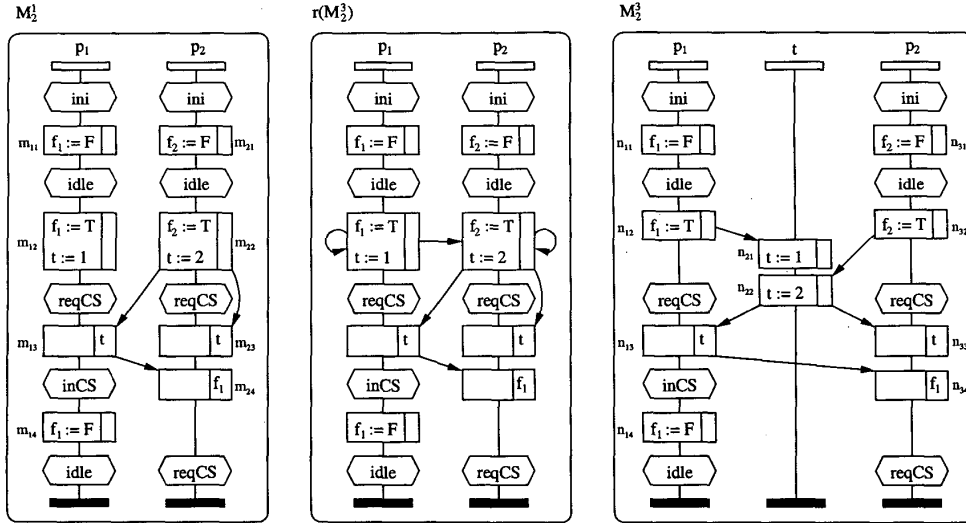 M₂¹
p₁ p₂
ini ini
m₁₁ f₁ := F f₂ := F m₂₁
idle idle
m₁₂ f₁ := T t := 1 f₂ := T t := 2 m₂₂
reqCS reqCS
m₁₃ t t m₂₃
inCS f₁ m₂₄
m₁₄ f₁ := F
idle reqCS
r(M₂³)
p₁ p₂
ini ini
f₁ := F f₂ := F
idle idle
f₁ := T f₂ := T
t := 1 t := 2
reqCS reqCS
t t
inCS f₁
f₁ := F
idle reqCS
M₂³
p₁ t p₂
ini ini
n₁₁ f₁ := F f₂ := F n₃₁
idle idle
n₁₂ f₁ := T f₂ := T n₃₂
n₂₁ t := 1
n₂₂ t := 2
reqCS reqCS
n₁₃ t t n₃₃
inCS f₁ n₃₄
n₁₄ f₁ := F
idle reqCS